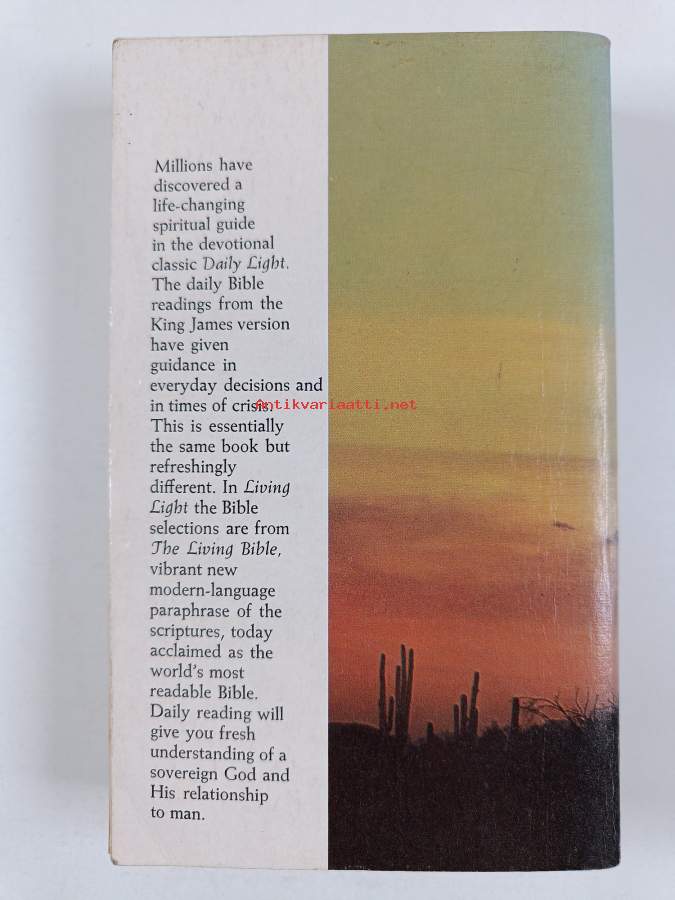 Millions have
discovered a
life-changing
spiritual guide
in the devotional
classic Daily Light.
The daily Bible
readings from the
King James version
have given
guidance in
everyday decisions and
in times of crisis.
Antikvariaatti.net
This is essentially
the same book but
refreshingly
different. In Living
Light the Bible
selections are from
The Living Bible,
vibrant new
modern-language
paraphrase of the
scriptures, today
acclaimed as the
world's most
readable Bible.
Daily reading will
give you fresh
understanding of a
sovereign God and
His relationship
to man.